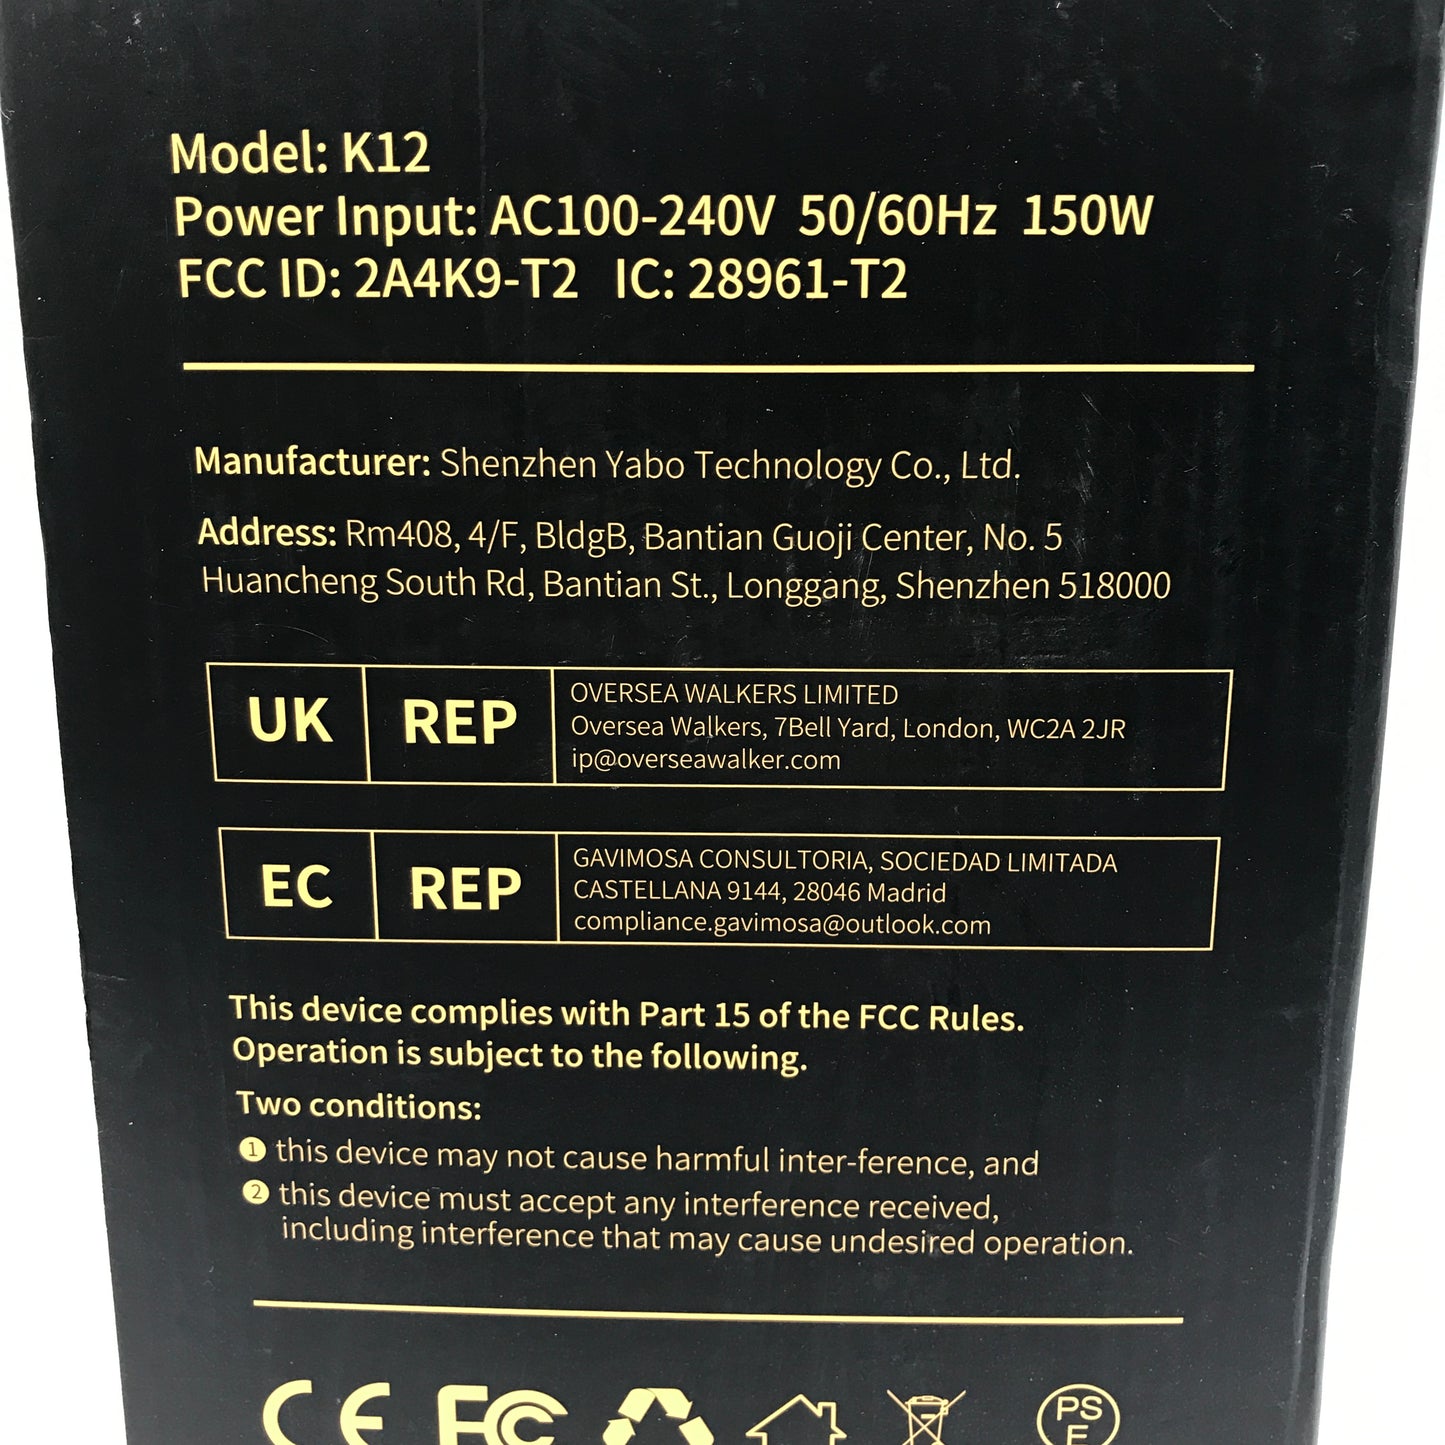 Model: K12
Power Input: AC100-240V 50/60Hz 150W
FCC ID: 2A4K9-T2 IC: 28961-T2
Manufacturer: Shenzhen Yabo Technology Co., Ltd.
Address: Rm408, 4/F, BldgB, Bantian Guoji Center, No. 5
Huancheng South Rd, Bantian St., Longgang, Shenzhen 518000
UK REP
OVERSEA WALKERS LIMITED
Oversea Walkers, 7Bell Yard, London, WC2A 2JR
ip@overseawalker.com
EC REP
GAVIMOSA CONSULTORIA, SOCIEDAD LIMITADA
CASTELLANA 9144, 28046 Madrid
compliance.gavimosa@outlook.com
This device complies with Part 15 of the FCC Rules.
Operation is subject to the following.
Two conditions:
1 this device may not cause harmful inter-ference, and
2 this device must accept any interference received,
including interference that may cause undesired operation.
CE FC PS
E